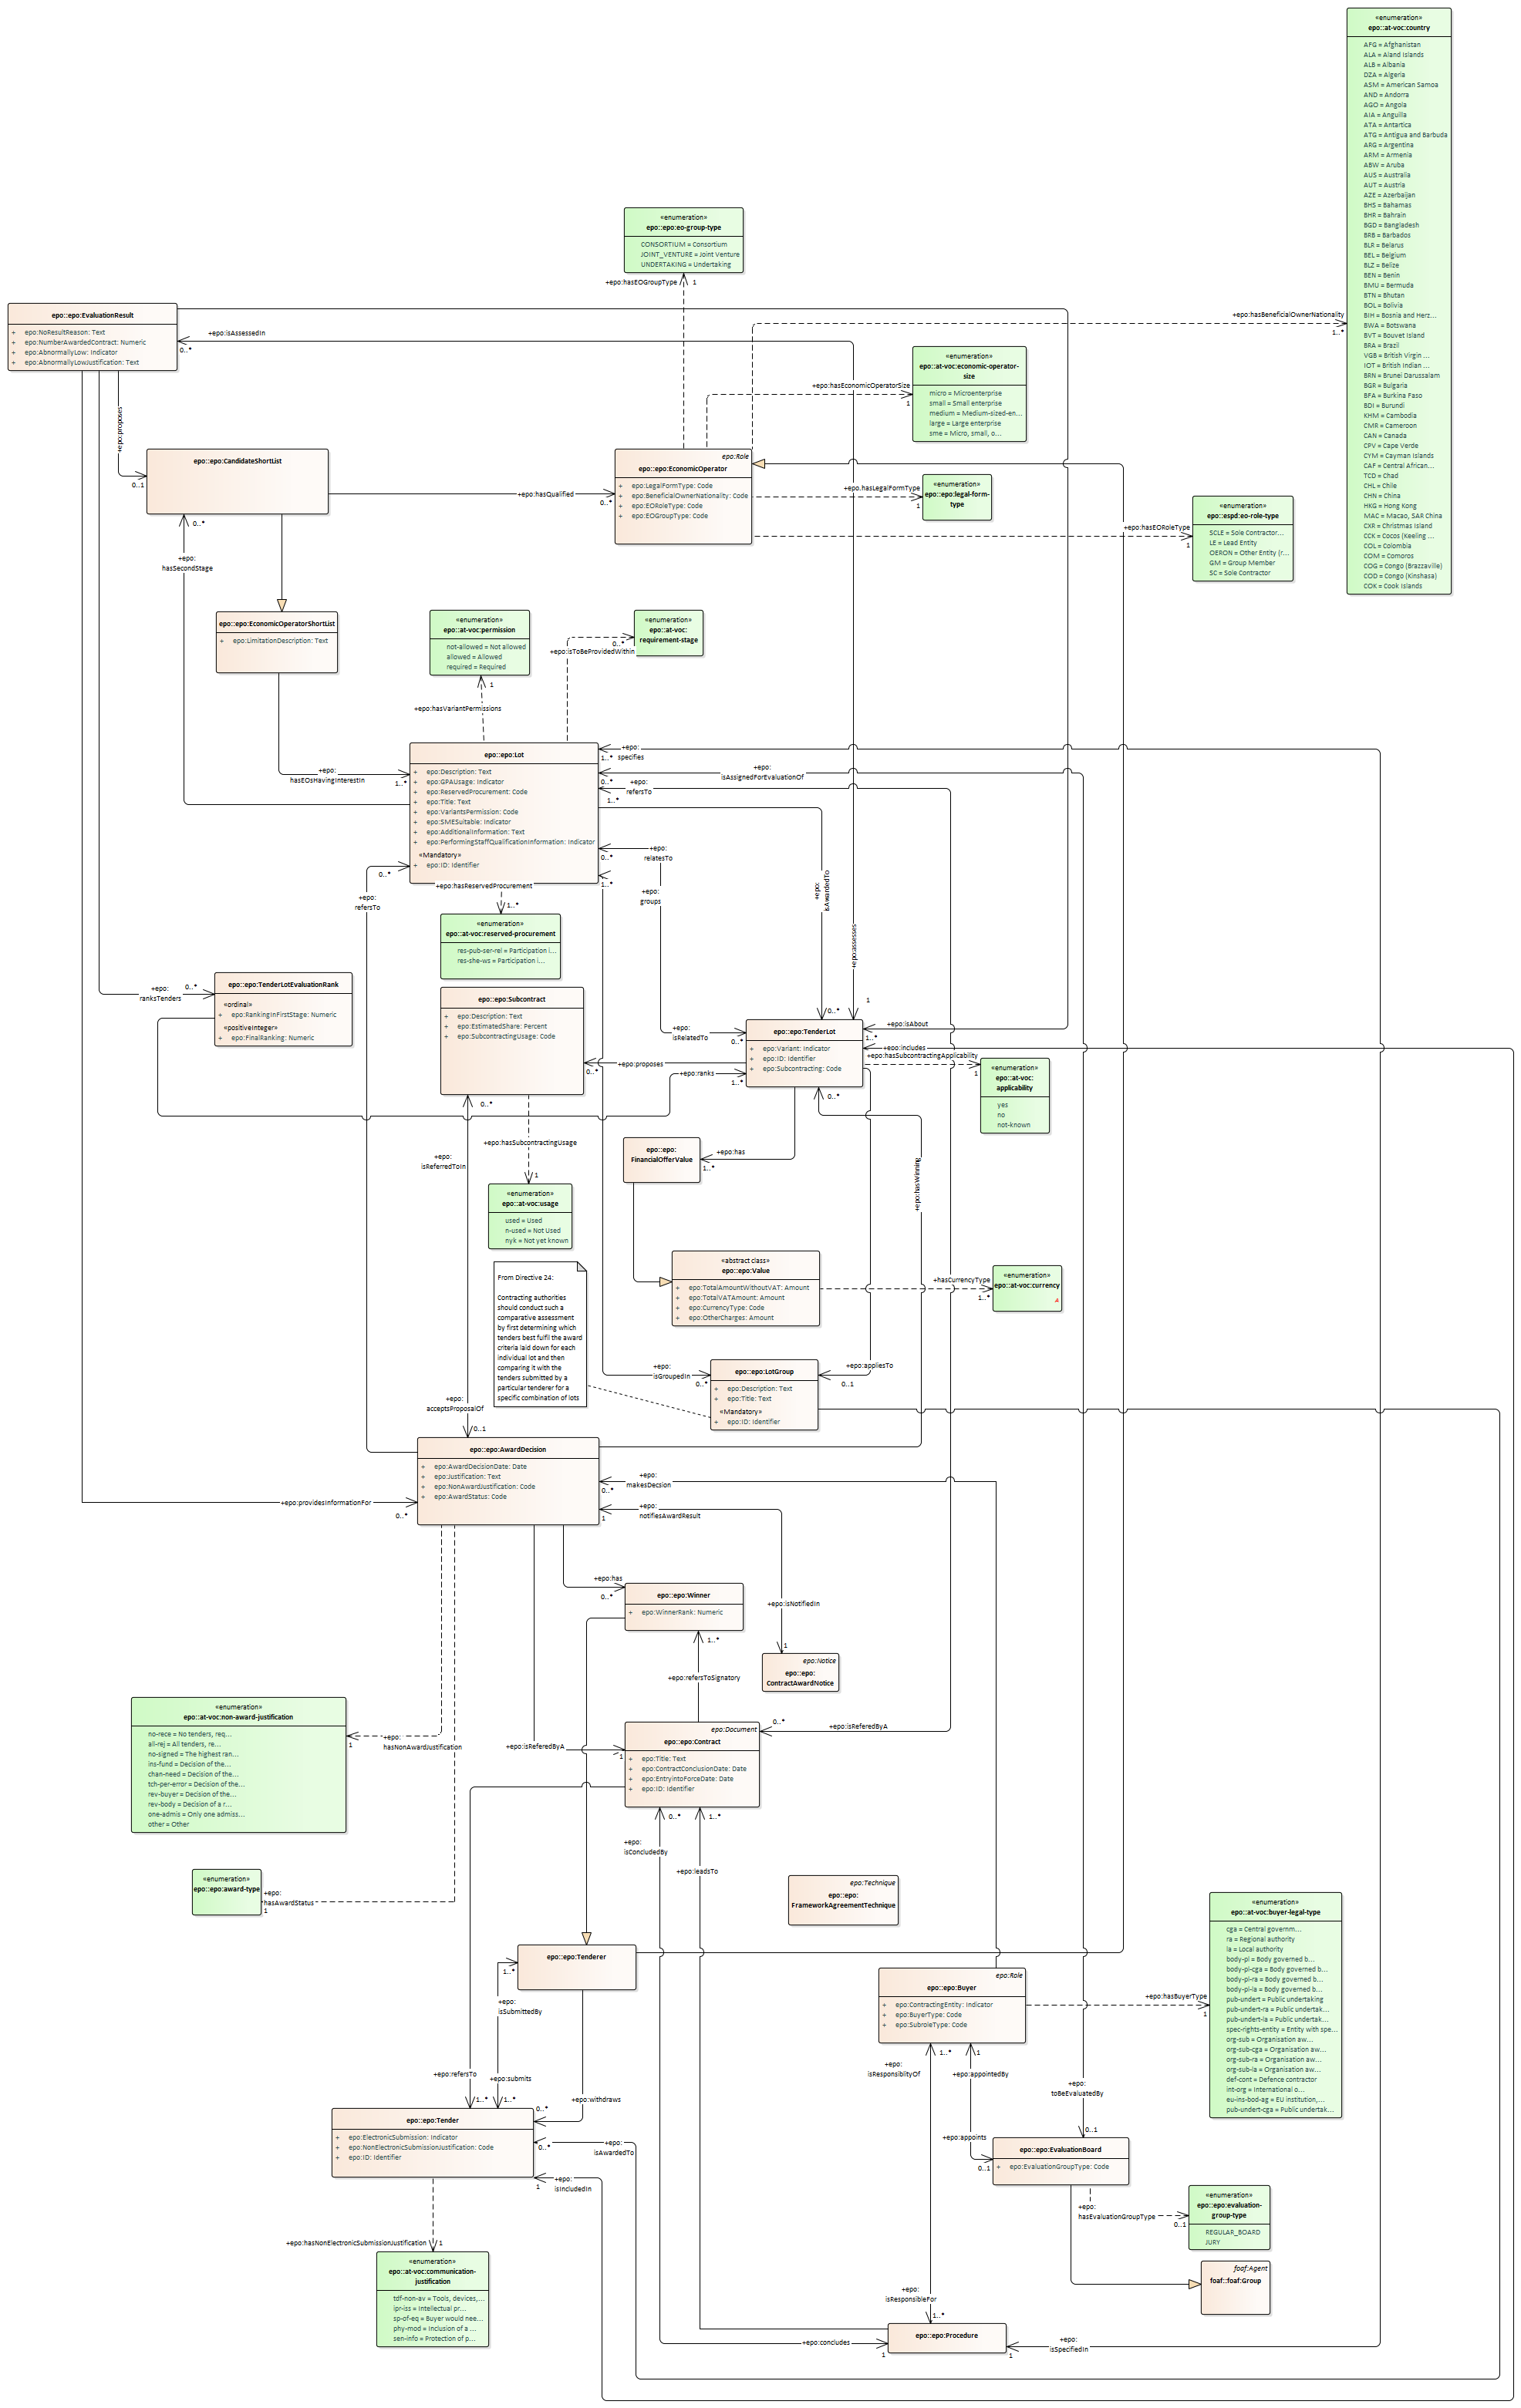 «enumeration»
epo::at-voc:country
AFG = Afghanistan
ALA = Aland Islands
ALB = Albania
DZA = Algeria
ASM = American Samoa
AND = Andorra
AGO = Angola
AIA = Anguilla
ATA = Antartica
ATG = Antigua and Barbuda
ARG = Argentina
ARM = Armenia
ABW = Aruba
AUS = Australia
AUT = Austria
AZE = Azerbaijan
BHS = Bahamas
BHR = Bahrain
BGD = Bangladesh
BRB = Barbados
BLR = Belarus
BEL = Belgium
BLZ = Belize
BEN = Benin
BMU = Bermuda
BTN = Bhutan
BOL = Bolivia
BIH = Bosnia and Herz...
BWA = Botswana
BVT = Bouvet Island
BRA = Brazil
VGB = British Virgin ...
IOT = British Indian ...
BRN = Brunei Darussalam
BGR = Bulgaria
BFA = Burkina Faso
BDI = Burundi
KHM = Cambodia
CMR = Cameroon
CAN = Canada
CPV = Cape Verde
CYM = Cayman Islands
CAF = Central African...
TCD = Chad
CHL = Chile
CHN = China
HKG = Hong Kong
MAC = Macao, SAR China
CXR = Christmas Island
CCK = Cocos (Keeling ...
COL = Colombia
COM = Comoros
COG = Congo (Brazzaville)
COD = Congo (Kinshasa)
COK = Cook Islands
«enumeration»
epo::epo:eo-group-type
CONSORTIUM = Consortium
JOINT_VENTURE = Joint Venture
UNDERTAKING = Undertaking
+epo:hasEOGroupType 1
+epo:hasBeneficialOwnerNationality
1..*
epo::epo:EvaluationResult
+ epo:NoResultReason: Text
+ epo:NumberAwardedContract: Numeric
+ epo:AbnormallyLow: Indicator
+ epo:AbnormallyLowJustification: Text
+epo:isAssessedIn
0..*
«enumeration»
epo::at-voc:economic-operator-
size
micro = Microenterprise
small = Small enterprise
medium = Medium-sized-en...
large = Large enterprise
sme = Micro, small, o...
+epo:hasEconomicOperatorSize
1
+epo:proposes
0..1
epo::epo:CandidateShortList
+epo:hasQualified
0..*
epo:Role
epo::epo:EconomicOperator
+ epo:LegalFormType: Code
+ epo:BeneficialOwnerNationality: Code
+ epo:EORoleType: Code
+ epo:EOGroupType: Code
+epo:hasLegalFormType
1
«enumeration»
epo::epo:legal-form-
type
+epo:hasEORoleType
1
«enumeration»
epo::espd:eo-role-type
SCLE = Sole Contractor...
LE = Lead Entity
OERON = Other Entity (r...
GM = Group Member
SC = Sole Contractor
0..*
+epo:
hasSecondStage
epo::epo:EconomicOperatorShortList
+ epo:LimitationDescription: Text
«enumeration»
epo::at-voc:permission
not-allowed = Not allowed
allowed = Allowed
required = Required
1
+epo:hasVariantPermissions
«enumeration»
epo::at-voc:
requirement-stage
0..*
+epo:isToBeProvidedWithin
epo::epo:Lot
+ epo:Description: Text
+ epo:GPAUsage: Indicator
+ epo:ReservedProcurement: Code
+ epo:Title: Text
+ epo:VariantsPermission: Code
+ epo:SMESuitable: Indicator
+ epo:AdditionalInformation: Text
+ epo:PerformingStaffQualificationInformation: Indicator
«Mandatory»
+ epo:ID: Identifier
+epo:
hasEOsHavingInterestIn
1..*
+epo:
specifies
1..*
+epo:
isAssignedForEvaluationOf
0..*
+epo:
refersTo
1..*
+epo:
relatesTo
0..*
1..*
+epo:
groups
+epo:
isAwardedTo
+epo:assesses
0..*
+epo:
refersTo
+epo:hasReservedProcurement
1..*
«enumeration»
epo::at-voc:reserved-procurement
res-pub-ser-rel = Participation i...
res-she-ws = Participation i...
epo::epo:TenderLotEvaluationRank
«ordinal»
+ epo:RankingInFirstStage: Numeric
«positiveInteger»
+ epo:FinalRanking: Numeric
+epo:
ranksTenders
0..*
epo::epo:Subcontract
+ epo:Description: Text
+ epo:EstimatedShare: Percent
+ epo:SubcontractingUsage: Code
+epo:
isRelatedTo
0..*
0..*
1
epo::epo:TenderLot
+ epo:Variant: Indicator
+ epo:ID: Identifier
+ epo:Subcontracting: Code
+epo:isAbout
1..*
+epo:includes
+epo:hasSubcontractingApplicability
1
«enumeration»
epo::at-voc:
applicability
yes
no
not-known
+epo:proposes
0..*
+epo:ranks
1..*
0..*
0..*
+epo:hasSubcontractingUsage
1
«enumeration»
epo::at-voc:usage
used = Used
n-used = Not Used
nyk = Not yet known
+epo:
isReferredToIn
epo::epo:
FinancialOfferValue
+epo:has
1..*
+epo:hasWinning
«abstract class»
epo::epo:Value
+ epo:TotalAmountWithoutVAT: Amount
+ epo:TotalVATAmount: Amount
+ epo:CurrencyType: Code
+ epo:OtherCharges: Amount
+epo:hasCurrencyType
1..*
«enumeration»
epo::at-voc:currency
From Directive 24:
Contracting authorities
should conduct such a
comparative assessment
by first determining which
tenders best fulfil the award
criteria laid down for each
individual lot and then
comparing it with the
tenders submitted by a
particular tenderer for a
specific combination of lots
+epo:
isGroupedIn
0..*
epo::epo:LotGroup
+ epo:Description: Text
+ epo:Title: Text
«Mandatory»
+ epo:ID: Identifier
+epo:appliesTo
0..1
+epo:
acceptsProposalOf
0..1
epo::epo:AwardDecision
+ epo:AwardDecisionDate: Date
+ epo:Justification: Text
+ epo:NonAwardJustification: Code
+ epo:AwardStatus: Code
+epo:providesInformationFor
0..*
+epo:
makesDecsion
0..*
+epo:
notifiesAwardResult
1
+epo:has
0..*
epo::epo:Winner
+ epo:WinnerRank: Numeric
+epo:isNotifiedIn
1
epo:Notice
epo::epo:
ContractAwardNotice
1..*
+epo:refersToSignatory
«enumeration»
epo::at-voc:non-award-justification
no-rece = No tenders, req...
all-rej = All tenders, re...
no-signed = The highest ran...
ins-fund = Decision of the...
chan-need = Decision of the...
tch-per-error = Decision of the...
rev-buyer = Decision of the...
rev-body = Decision of a r...
one-admis = Only one admiss...
other = Other
1
+epo:
hasNonAwardJustification
+epo:isReferedByA
1
epo:Document
epo::epo:Contract
+ epo:Title: Text
+ epo:ContractConclusionDate: Date
+ epo:EntryIntoForceDate: Date
+ epo:ID: Identifier
0..*
+epo:isReferedByA
0..*
1..*
+epo:
isConcludedBy
+epo:leadsTo
«enumeration»
epo::epo:award-type
+epo:
hasAwardStatus
1
epo:Technique
epo::epo:
FrameworkAgreementTechnique
epo::epo:Tenderer
1..*
+epo:
isSubmittedBy
epo:Role
epo::epo:Buyer
+ epo:ContractingEntity: Indicator
+ epo:BuyerType: Code
+ epo:SubroleType: Code
+epo:hasBuyerType
1
«enumeration»
epo::at-voc:buyer-legal-type
cga = Central governm...
ra = Regional authority
la = Local authority
body-pl = Body governed b...
body-pl-cga = Body governed b...
body-pl-ra = Body governed b...
body-pl-la = Body governed b...
pub-undert = Public undertaking
pub-undert-ra = Public undertak...
pub-undert-la = Public undertak...
spec-rights-entity = Entity with spe...
org-sub = Organisation aw...
org-sub-cga = Organisation aw...
org-sub-ra = Organisation aw...
org-sub-la = Organisation aw...
def-cont = Defence contractor
int-org = International o...
eu-ins-bod-ag = EU institution,...
pub-undert-cga = Public undertak...
1..*
1
+epo:
isResponsiblityOf
+epo:appointedBy
+epo:
toBeEvaluatedBy
0..1
+epo:refersTo
1..*
+epo:submits
1..*
+epo:withdraws
0..*
epo::epo:Tender
+ epo:ElectronicSubmission: Indicator
+ epo:NonElectronicSubmissionJustification: Code
+ epo:ID: Identifier
0..*
+epo:
isAwardedTo
1
+epo:
isIncludedIn
+epo:appoints
0..1
epo::epo:EvaluationBoard
+ epo:EvaluationGroupType: Code
+epo:
hasEvaluationGroupType
0..1
«enumeration»
epo::epo:evaluation-
group-type
REGULAR_BOARD
JURY
+epo:hasNonElectronicSubmissionJustification
1
«enumeration»
epo::at-voc:communication-
justification
tdf-non-av = Tools, devices,...
ipr-iss = Intellectual pr...
sp-of-eq = Buyer would nee...
phy-mod = Inclusion of a ...
sen-info = Protection of p...
foaf:Agent
foaf::foaf:Group
+epo:
isResponsibleFor
1..*
epo::epo:Procedure
+epo:concludes
1
+epo:
isSpecifiedIn
1